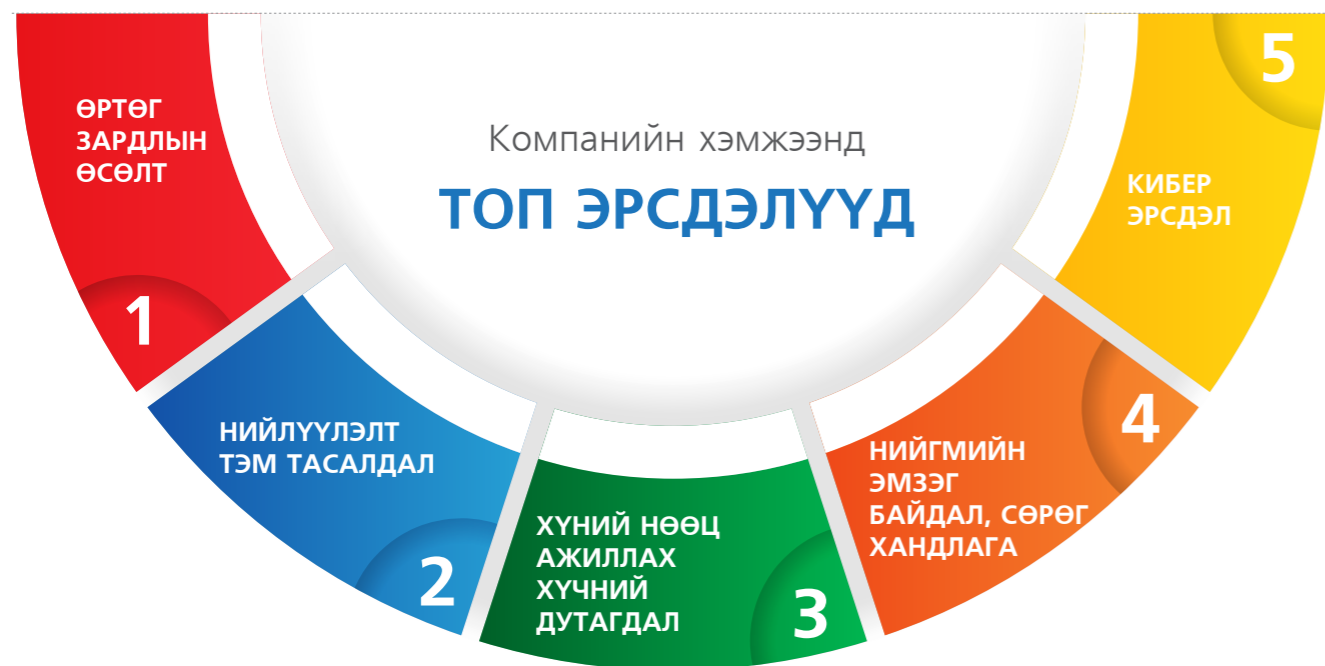 Компанийн хэмжээнд
ТОП ЭРСДЭЛҮҮД
ӨРТӨГ
ЗАРДЛЫН
ӨСӨЛТ
1
НИЙЛҮҮЛЭЛТ
ТЭМ ТАСАЛДАЛ
2
ХҮНИЙ НӨӨЦ
АЖИЛЛАХ
ХҮЧНИЙ
ДУТАГДАЛ
3
НИЙГМИЙН
ЭМЗЭГ
БАЙДАЛ, СӨРӨГ
ХАНДЛАГА
4
КИБЕР
ЭРСДЭЛ
5